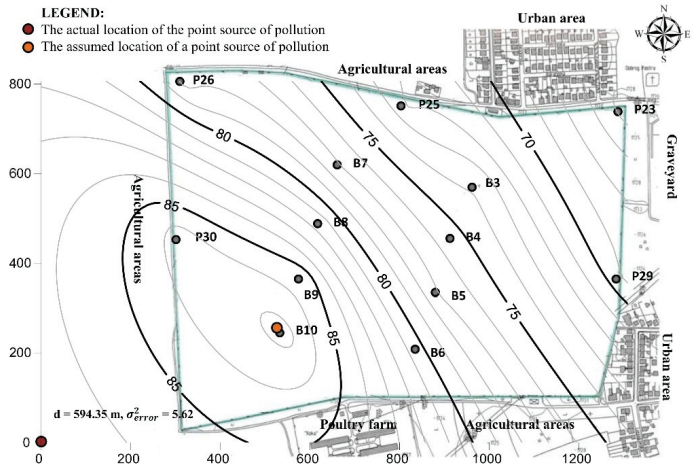 LEGEND:
The actual location of the point source of pollution
The assumed location of a point source of pollution
Urban area
N
W E
S
Agricultural areas
800
P26
P25
P23
80
75
70
B7
600
B3
Graveyard
Agricultural areas
85
B8
P30
B4
400
80
P29
B9
B5
75
B10
85
200
B6
Urban area
85
d = 594.35 m, σ²error = 5.62
Poultry farm
Agricultural areas
0
0 200 400 600 800 1000 1200